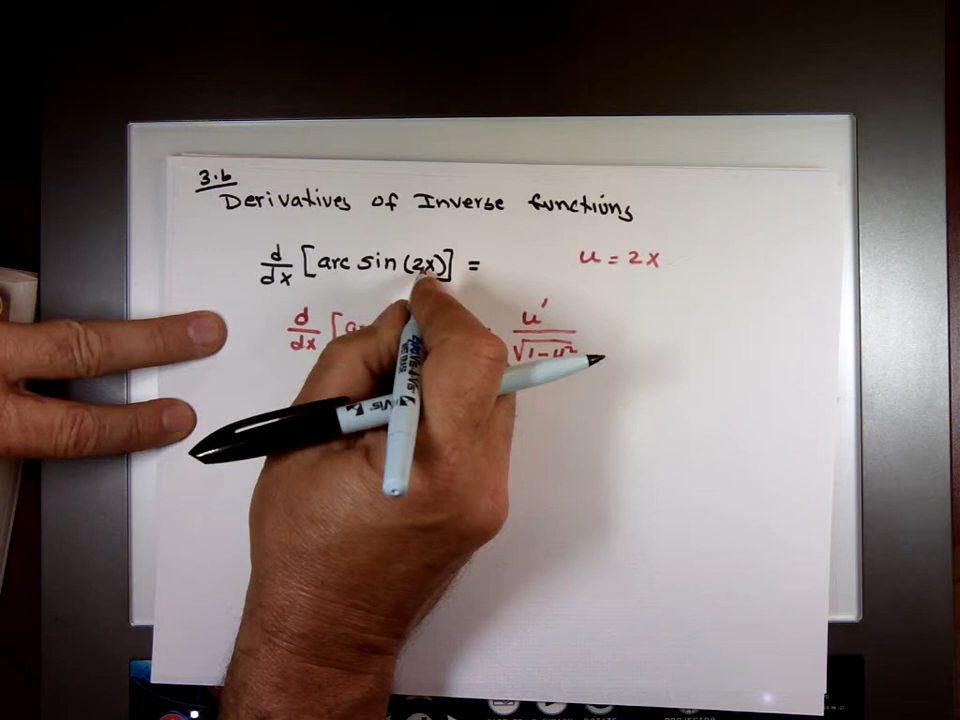 3.6
Derivatives of Inverse functions
d/dx [arc sin (2x)] = u = 2x
d/dx [a u' / √1-u²